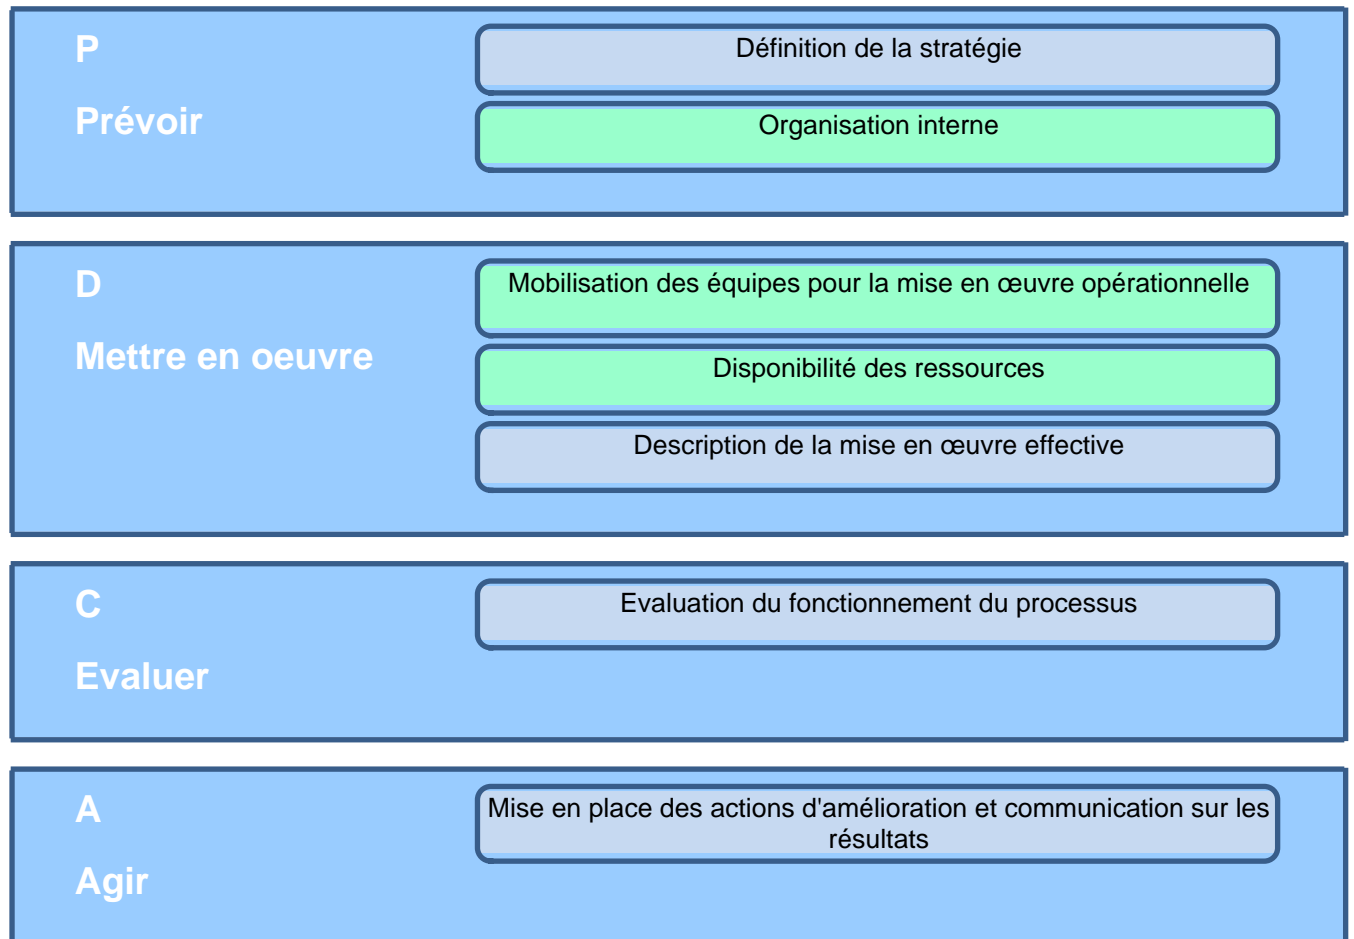 P
Prévoir
Définition de la stratégie
Organisation interne
D
Mettre en oeuvre
Mobilisation des équipes pour la mise en œuvre opérationnelle
Disponibilité des ressources
Description de la mise en œuvre effective
C
Evaluer
Evaluation du fonctionnement du processus
A
Agir
Mise en place des actions d'amélioration et communication sur les
résultats